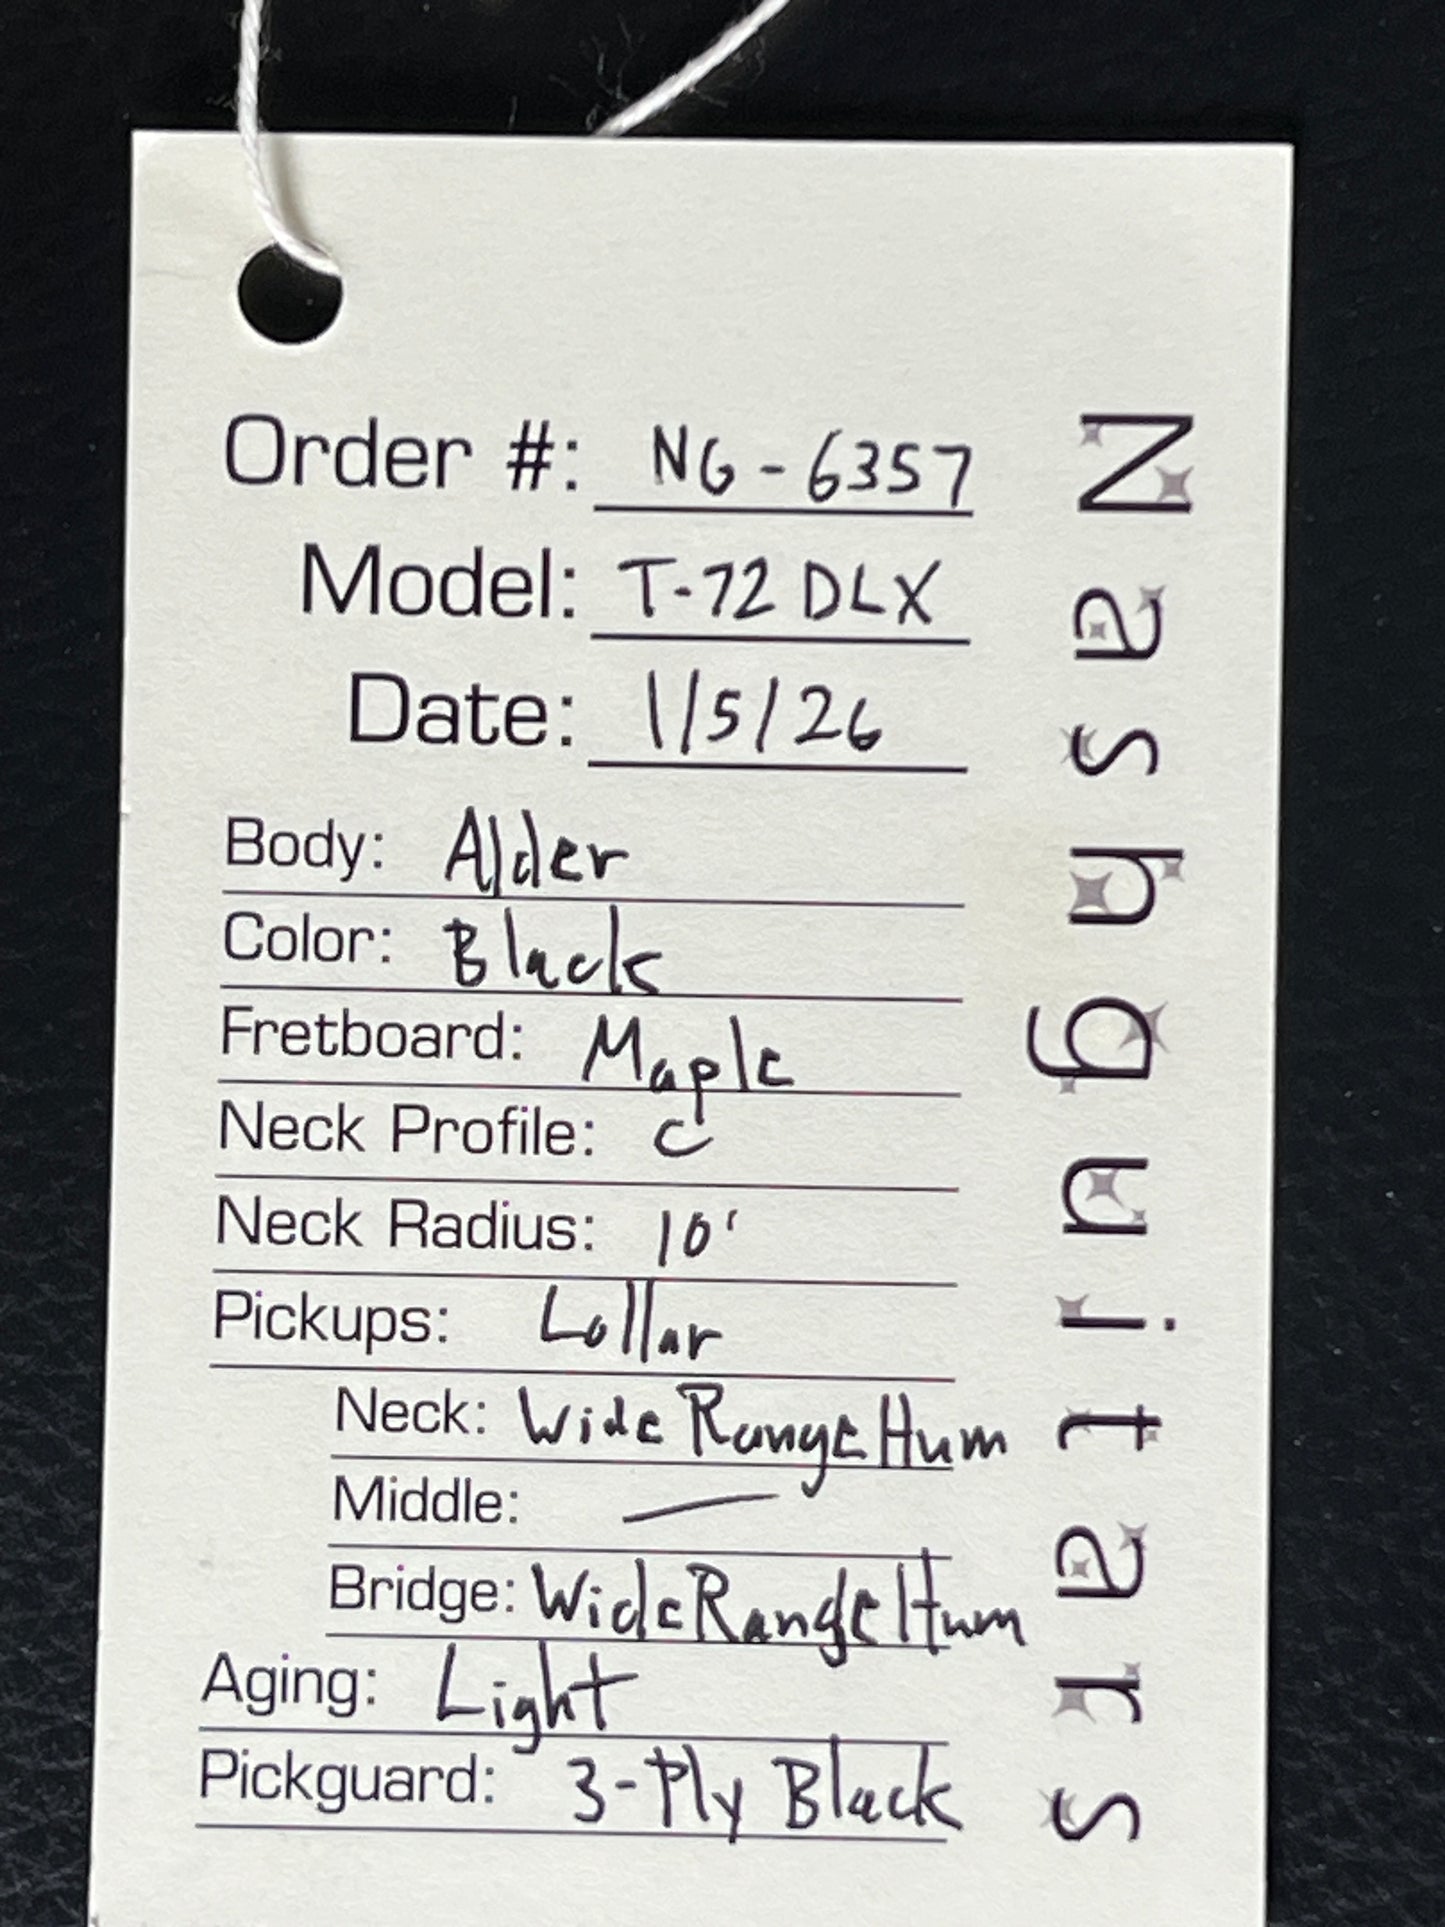 Order #: NG-6357
Model: T-72 DLX
Date: 1/5/26
Body: Alder
Color: Black
Fretboard: Maple
Neck Profile: C
Neck Radius: 10'
Pickups: Lollar
Neck: Wide Range Hum
Middle: —
Bridge: Wide Range Hum
Aging: Light
Pickguard: 3-Ply Black
Nashguitars